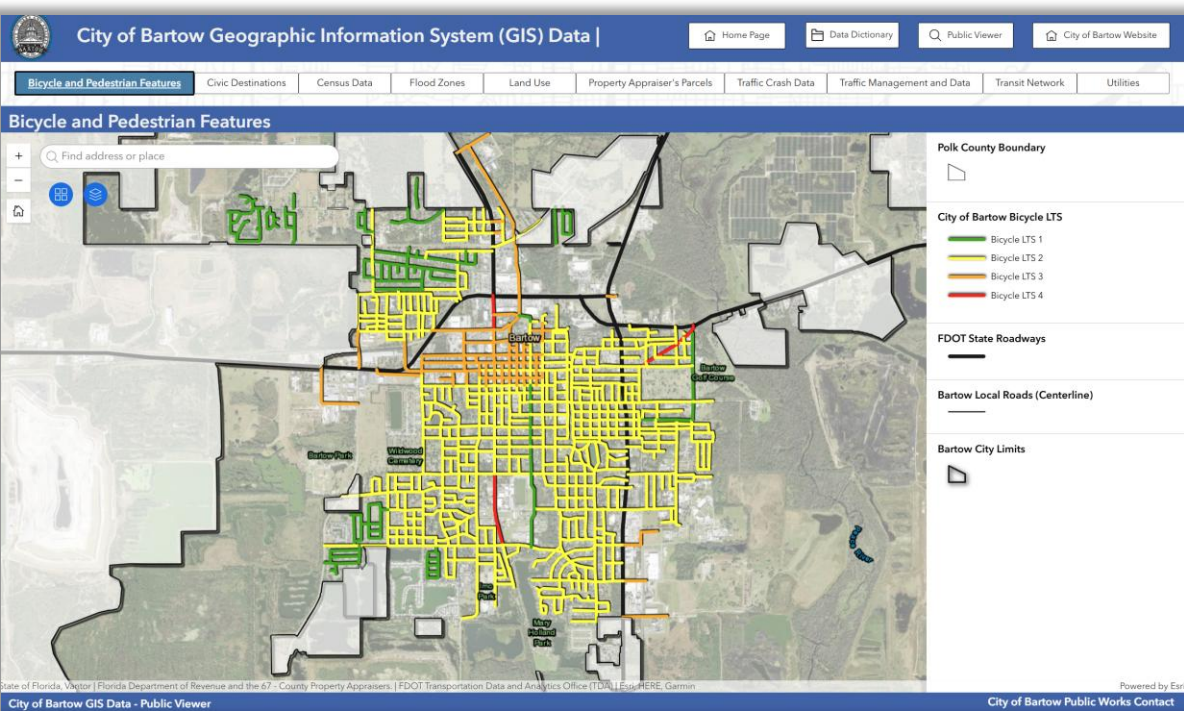 City of Bartow Geographic Information System (GIS) Data |
Home Page
Data Dictionary
Public Viewer
City of Bartow Website
Bicycle and Pedestrian Features
Civic Destinations
Census Data
Flood Zones
Land Use
Property Appraiser's Parcels
Traffic Crash Data
Traffic Management and Data
Transit Network
Utilities
Bicycle and Pedestrian Features
+
Find address or place
−
Bartow
Bartow
Golf Course
Bartow Park
Wildwood
Cemetery
Park
Mary
Holland
Park
Polk County Boundary
City of Bartow Bicycle LTS
Bicycle LTS 1
Bicycle LTS 2
Bicycle LTS 3
Bicycle LTS 4
FDOT State Roadways
Bartow Local Roads (Centerline)
Bartow City Limits
State of Florida, Vantor | Florida Department of Revenue and the 67 - County Property Appraisers. | FDOT Transportation Data and Analytics Office (TDA) | Esri, HERE, Garmin
Powered by Esri
City of Bartow GIS Data - Public Viewer
City of Bartow Public Works Contact